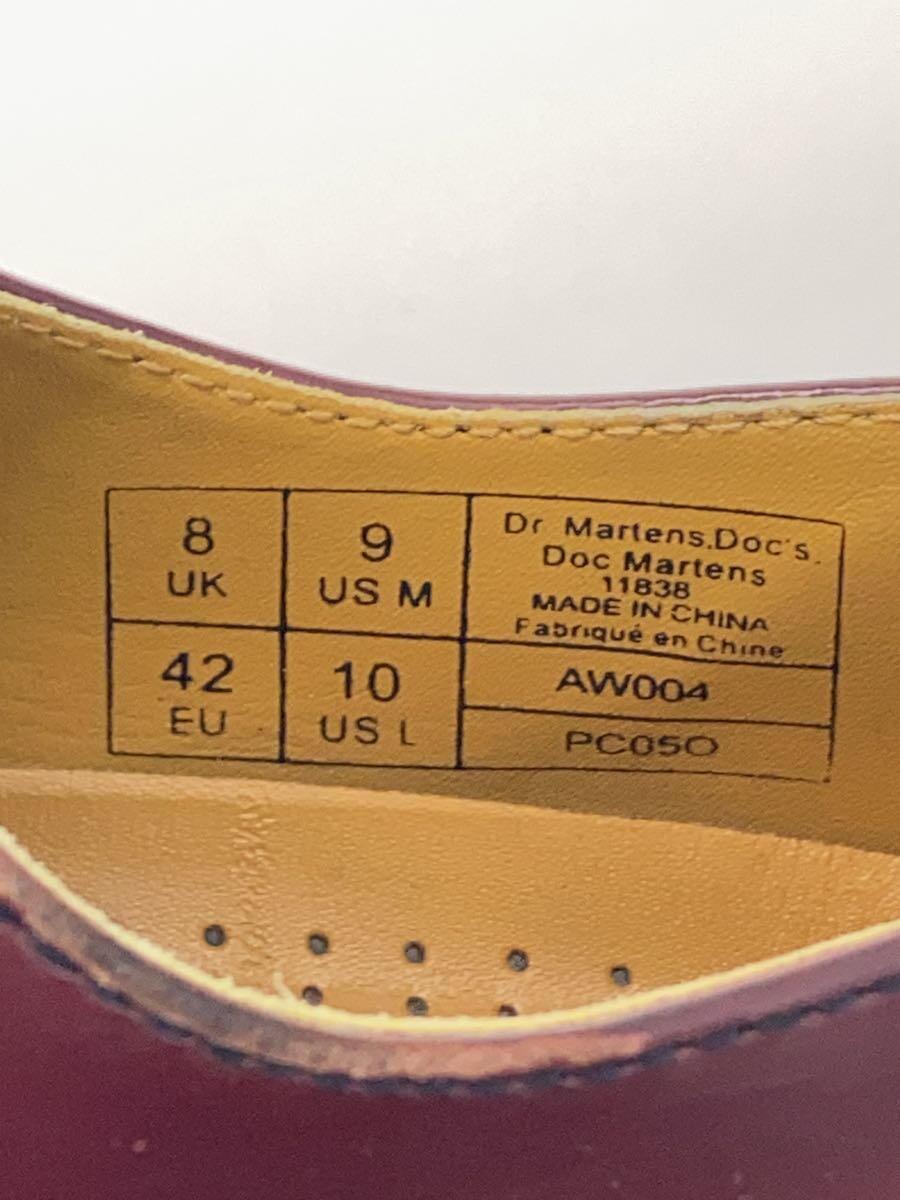 8
UK
9
US M
42
EU
10
US L
Dr Martens.Doc's.
Doc Martens
11838
MADE IN CHINA
Fabriqué en Chine
AW004
PC05O